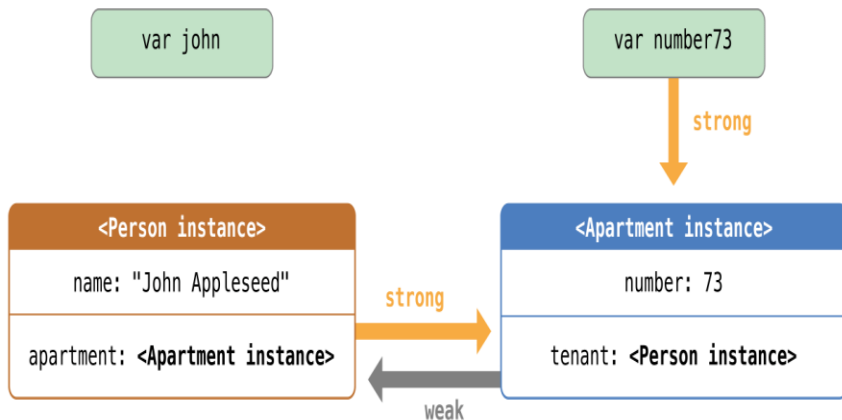 var john
var number73
strong
<Person instance>
<Apartment instance>
name: "John Appleseed"
number: 73
strong
apartment: <Apartment instance>
tenant: <Person instance>
weak